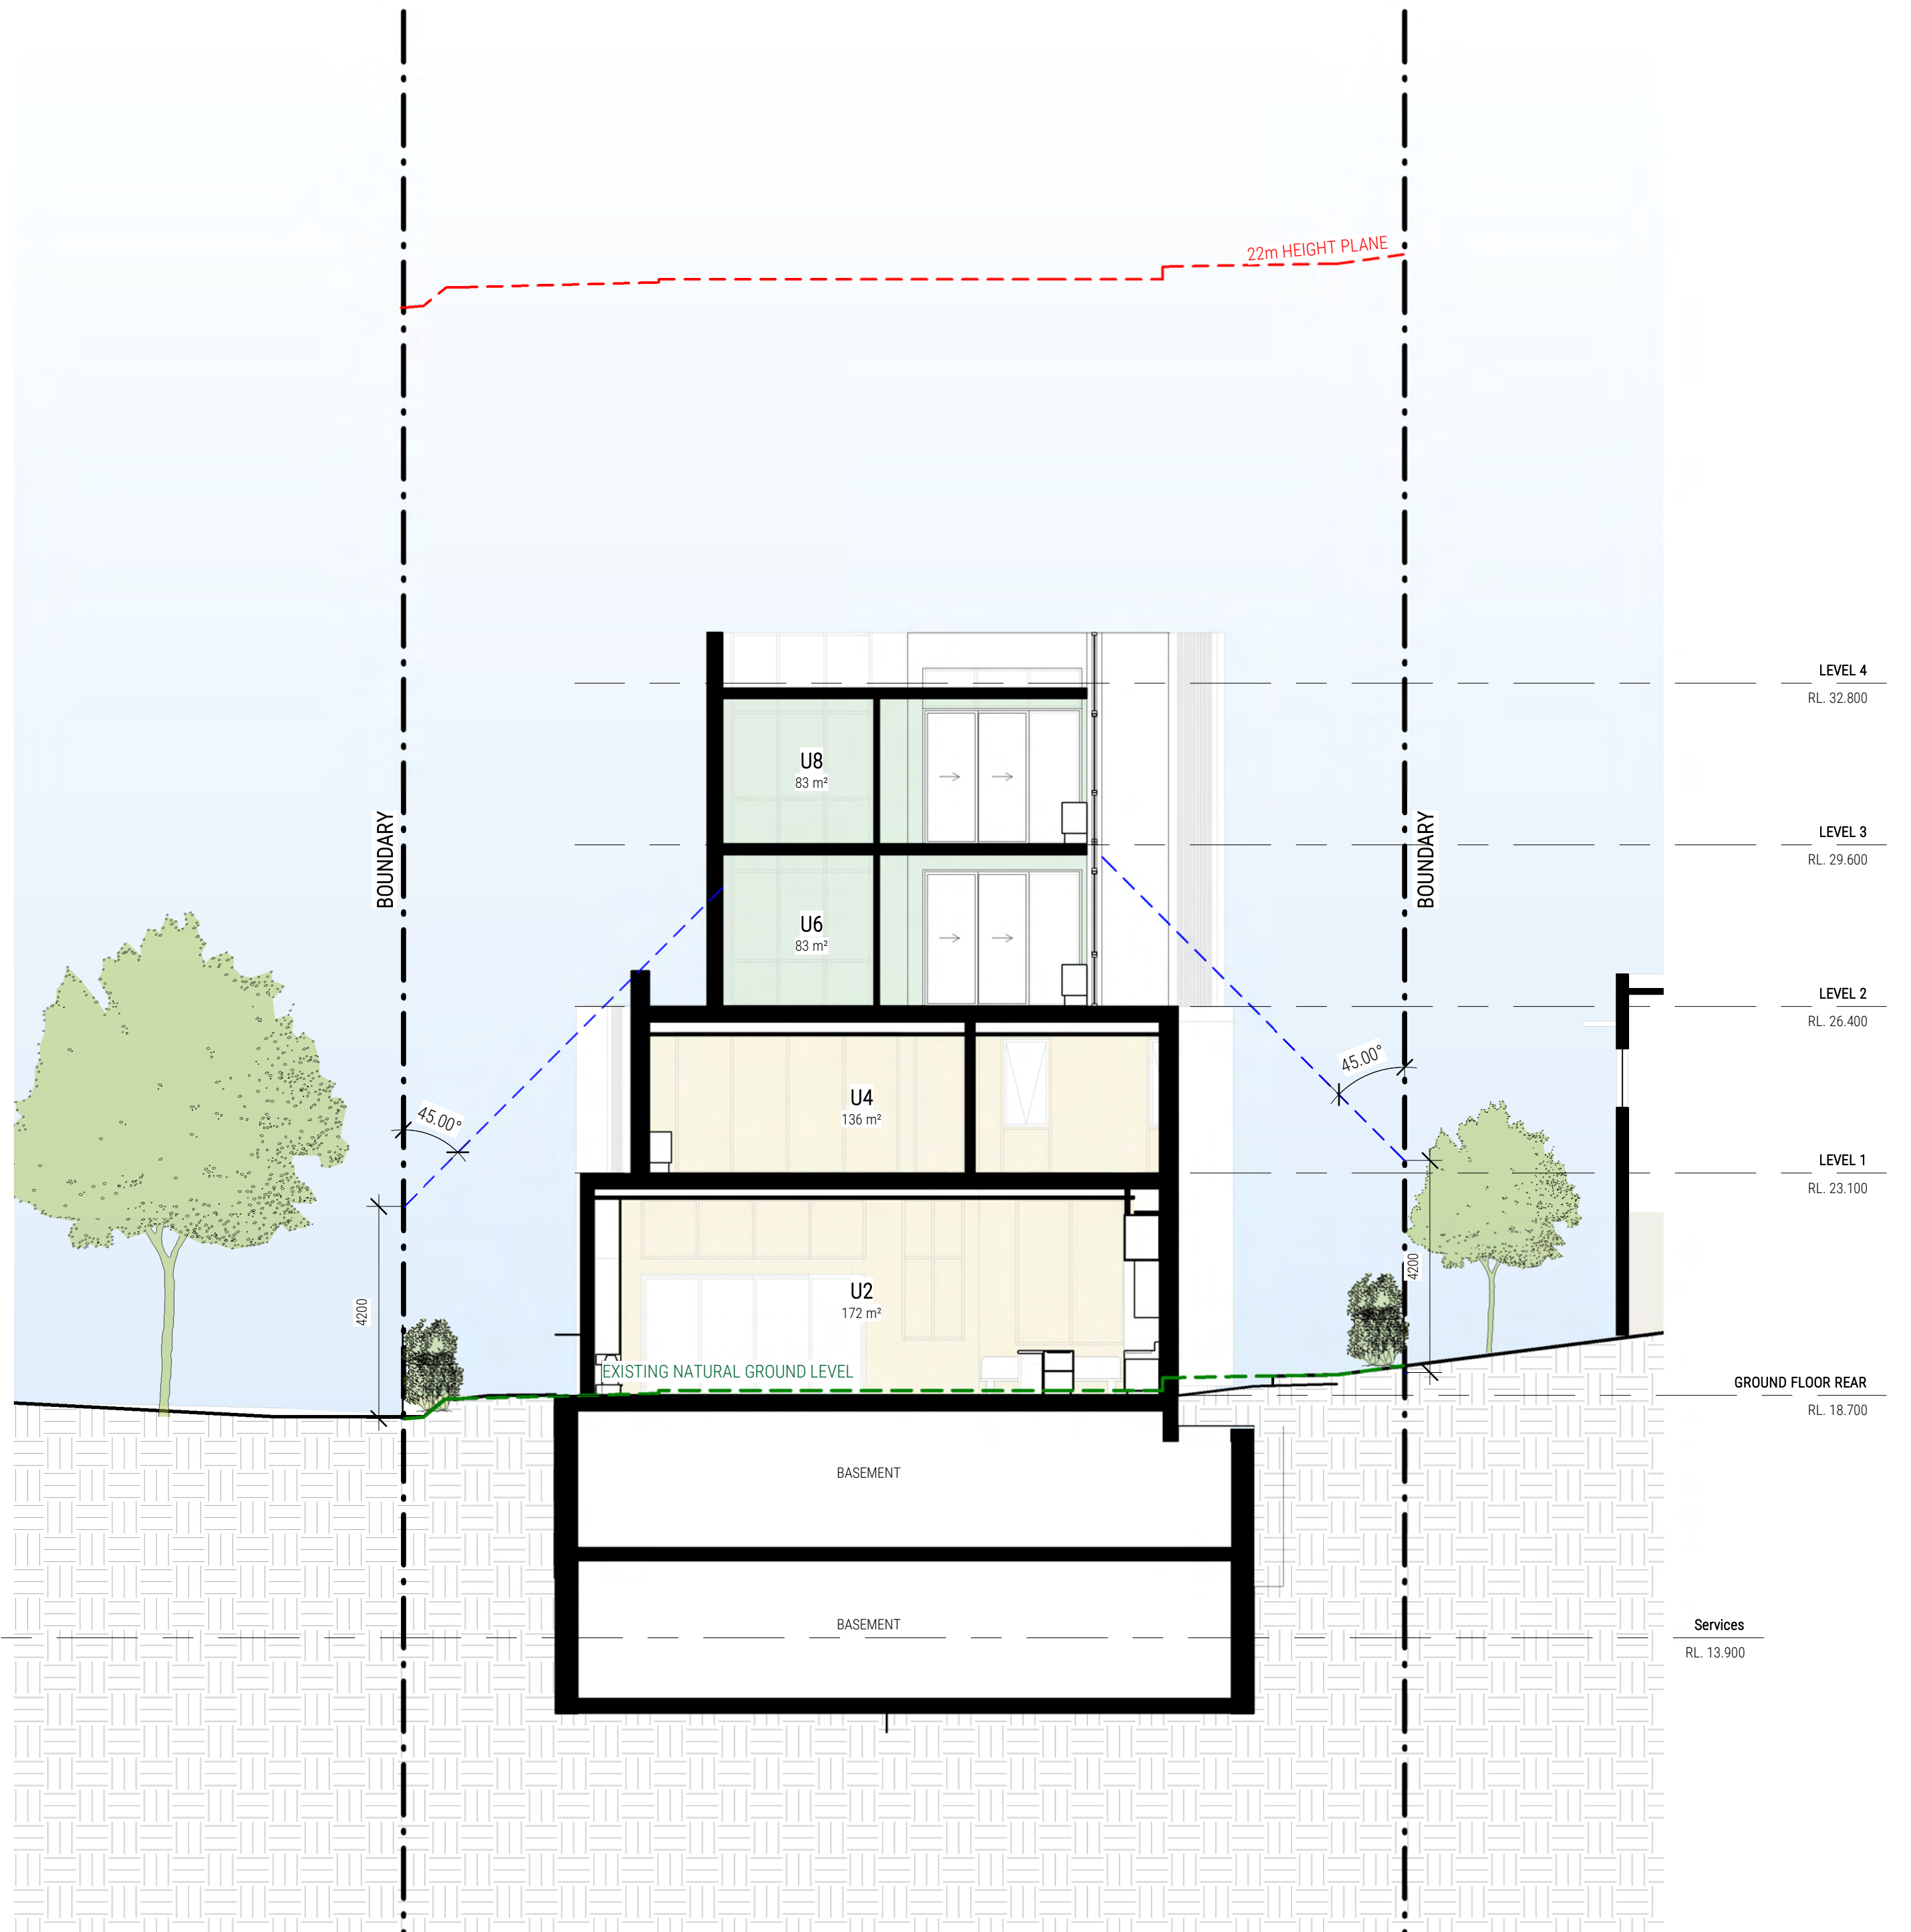 22m HEIGHT PLANE
LEVEL 4
RL. 32.800
U8
83 m²
BOUNDARY
BOUNDARY
LEVEL 3
RL. 29.600
U6
83 m²
LEVEL 2
RL. 26.400
45.00°
45.00°
U4
136 m²
LEVEL 1
RL. 23.100
4200
4200
U2
172 m²
EXISTING NATURAL GROUND LEVEL
GROUND FLOOR REAR
RL. 18.700
BASEMENT
BASEMENT
Services
RL. 13.900